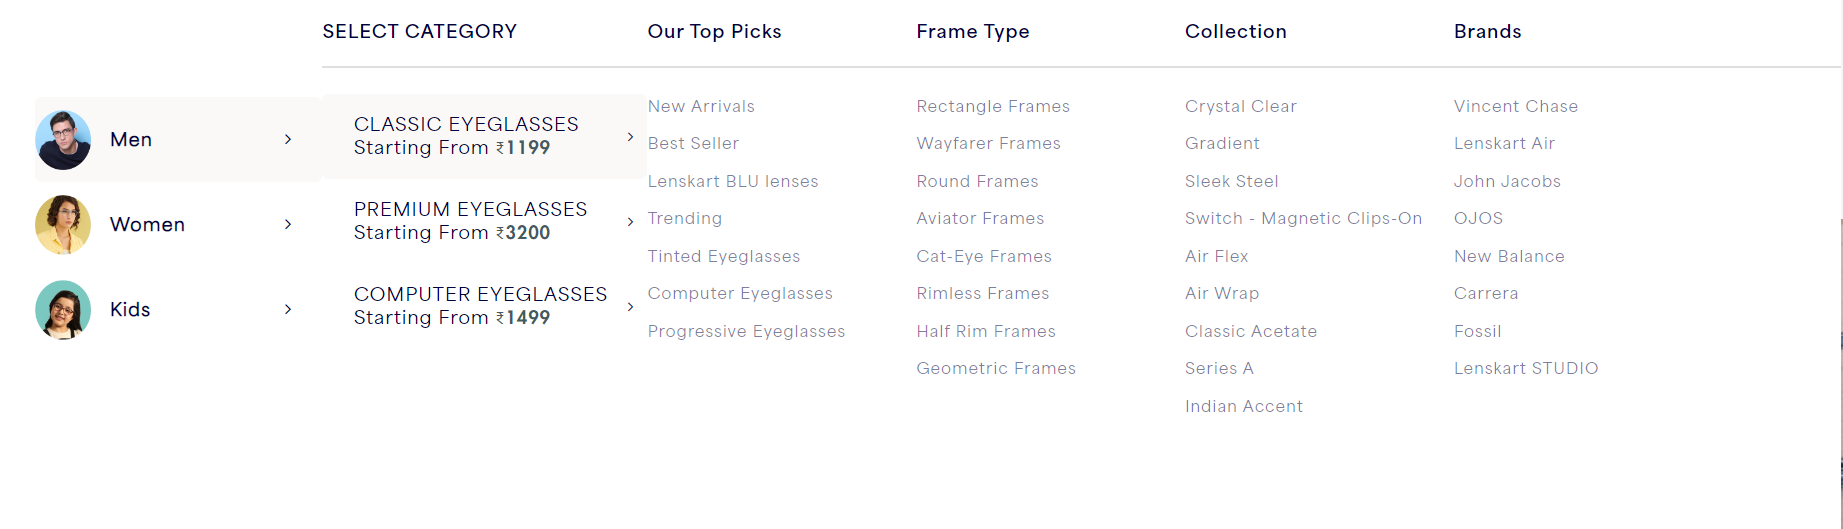 SELECT CATEGORY
Our Top Picks
Frame Type
Collection
Brands
Men
Women
Kids
CLASSIC EYEGLASSES
Starting From ₹1199
PREMIUM EYEGLASSES
Starting From ₹3200
COMPUTER EYEGLASSES
Starting From ₹1499
New Arrivals
Best Seller
Lenskart BLU lenses
Trending
Tinted Eyeglasses
Computer Eyeglasses
Progressive Eyeglasses
Rectangle Frames
Wayfarer Frames
Round Frames
Aviator Frames
Cat-Eye Frames
Rimless Frames
Half Rim Frames
Geometric Frames
Crystal Clear
Gradient
Sleek Steel
Switch - Magnetic Clips-On
Air Flex
Air Wrap
Classic Acetate
Series A
Indian Accent
Vincent Chase
Lenskart Air
John Jacobs
OJOS
New Balance
Carrera
Fossil
Lenskart STUDIO